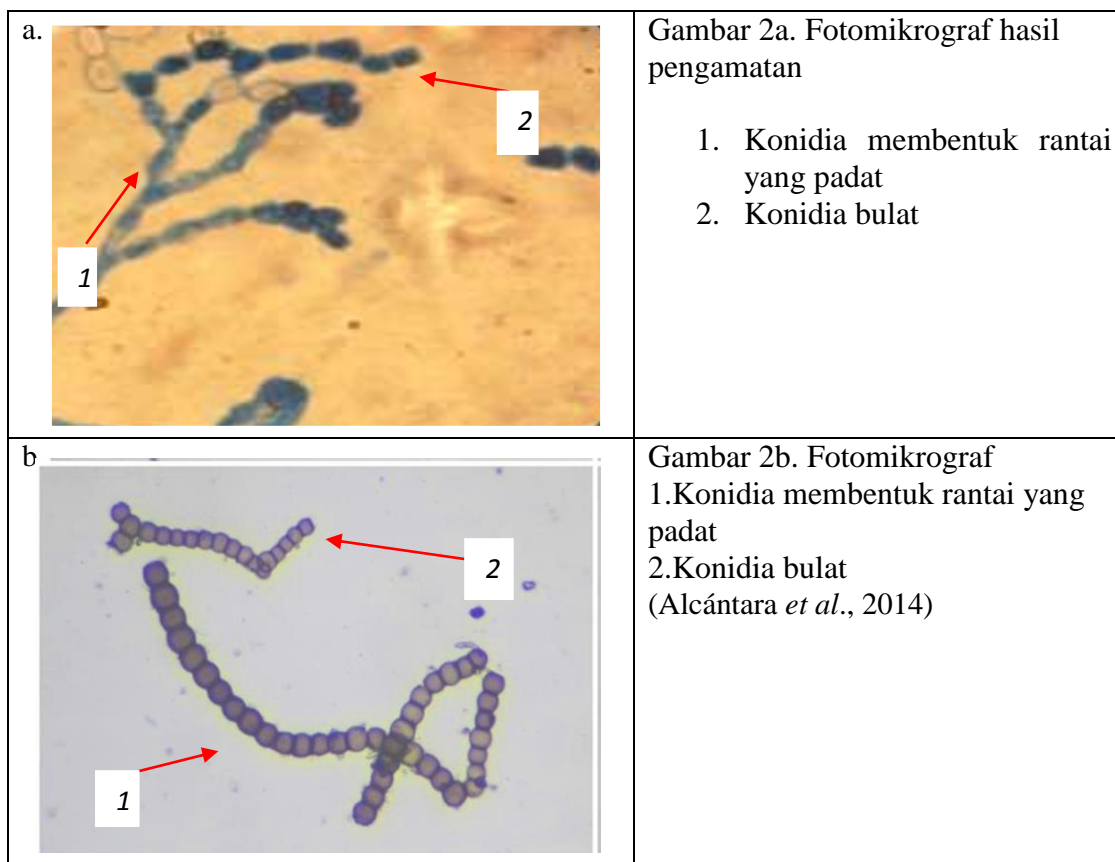 a.
2
1
Gambar 2a. Fotomikrograf hasil
pengamatan
1. Konidia membentuk rantai
yang padat
2. Konidia bulat
b.
2
1
Gambar 2b. Fotomikrograf
1.Konidia membentuk rantai yang
padat
2.Konidia bulat
(Alcántara et al., 2014)